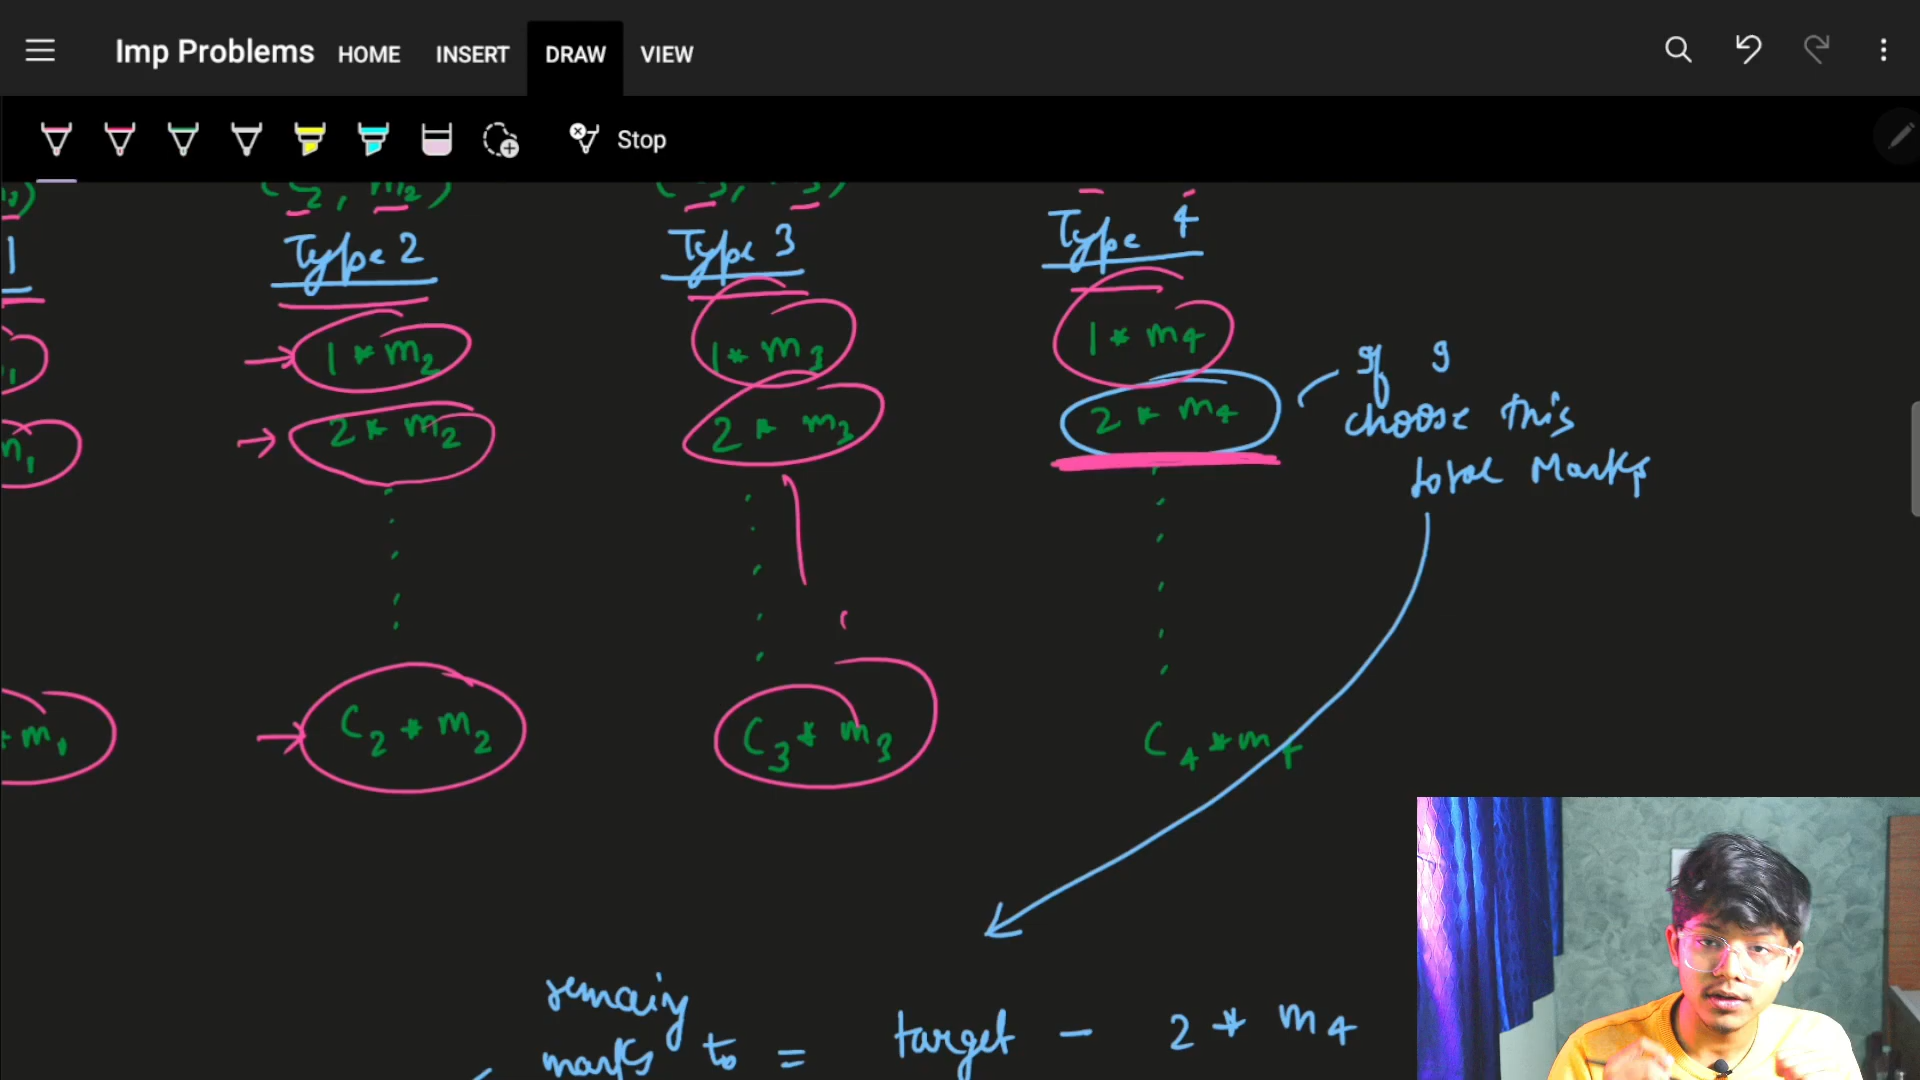 Imp Problems HOME INSERT DRAW VIEW
Stop
Type 2 Type 3 Type 4
1 * m2 1 * m3 1 * m4
2 * m2 2 * m3 2 * m4
If I
choose this
total Marks
* m1 C2 * m2 C3 * m3 C4 * m4
remaing
marks to = target - 2 * m4